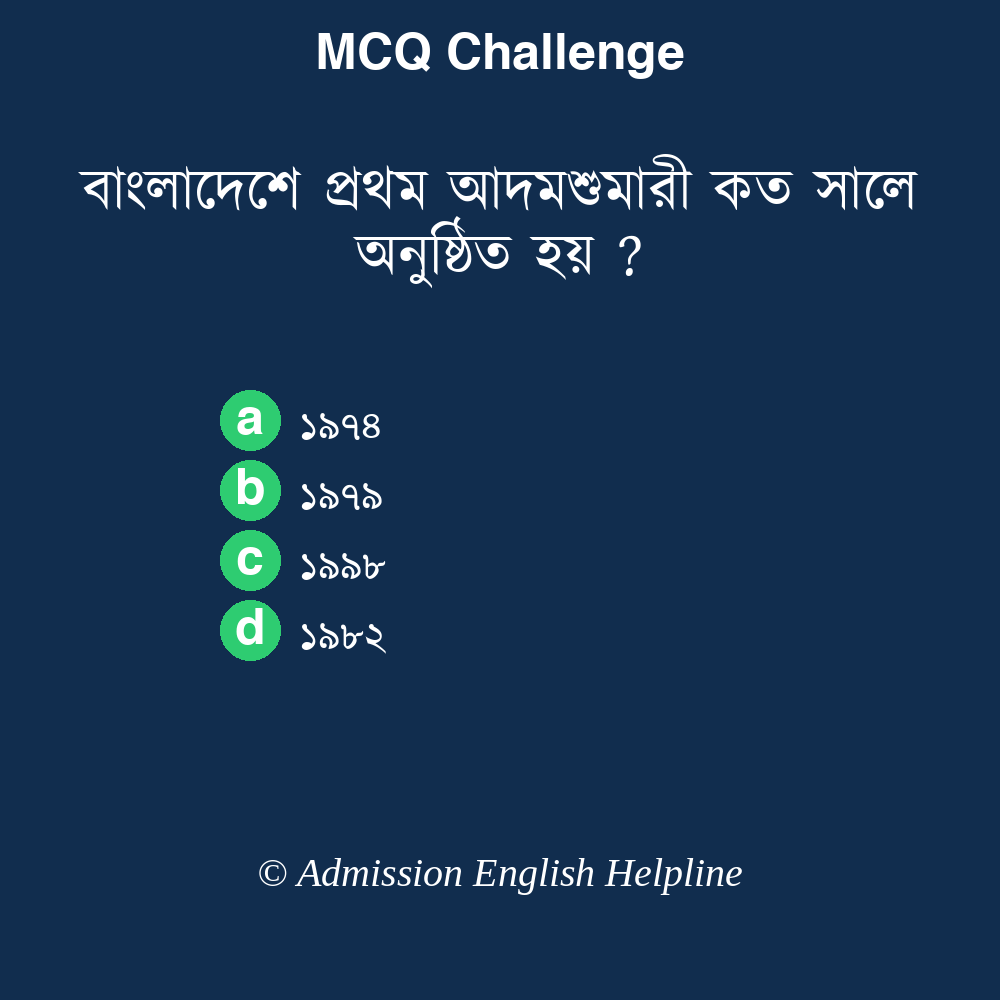 MCQ Challenge
বাংলাদেশে প্রথম আদমশুমারী কত সালে
অনুষ্ঠিত হয় ?
a ১৯৭৪
b ১৯৭৯
c ১৯৯৮
d ১৯৮২
© Admission English Helpline